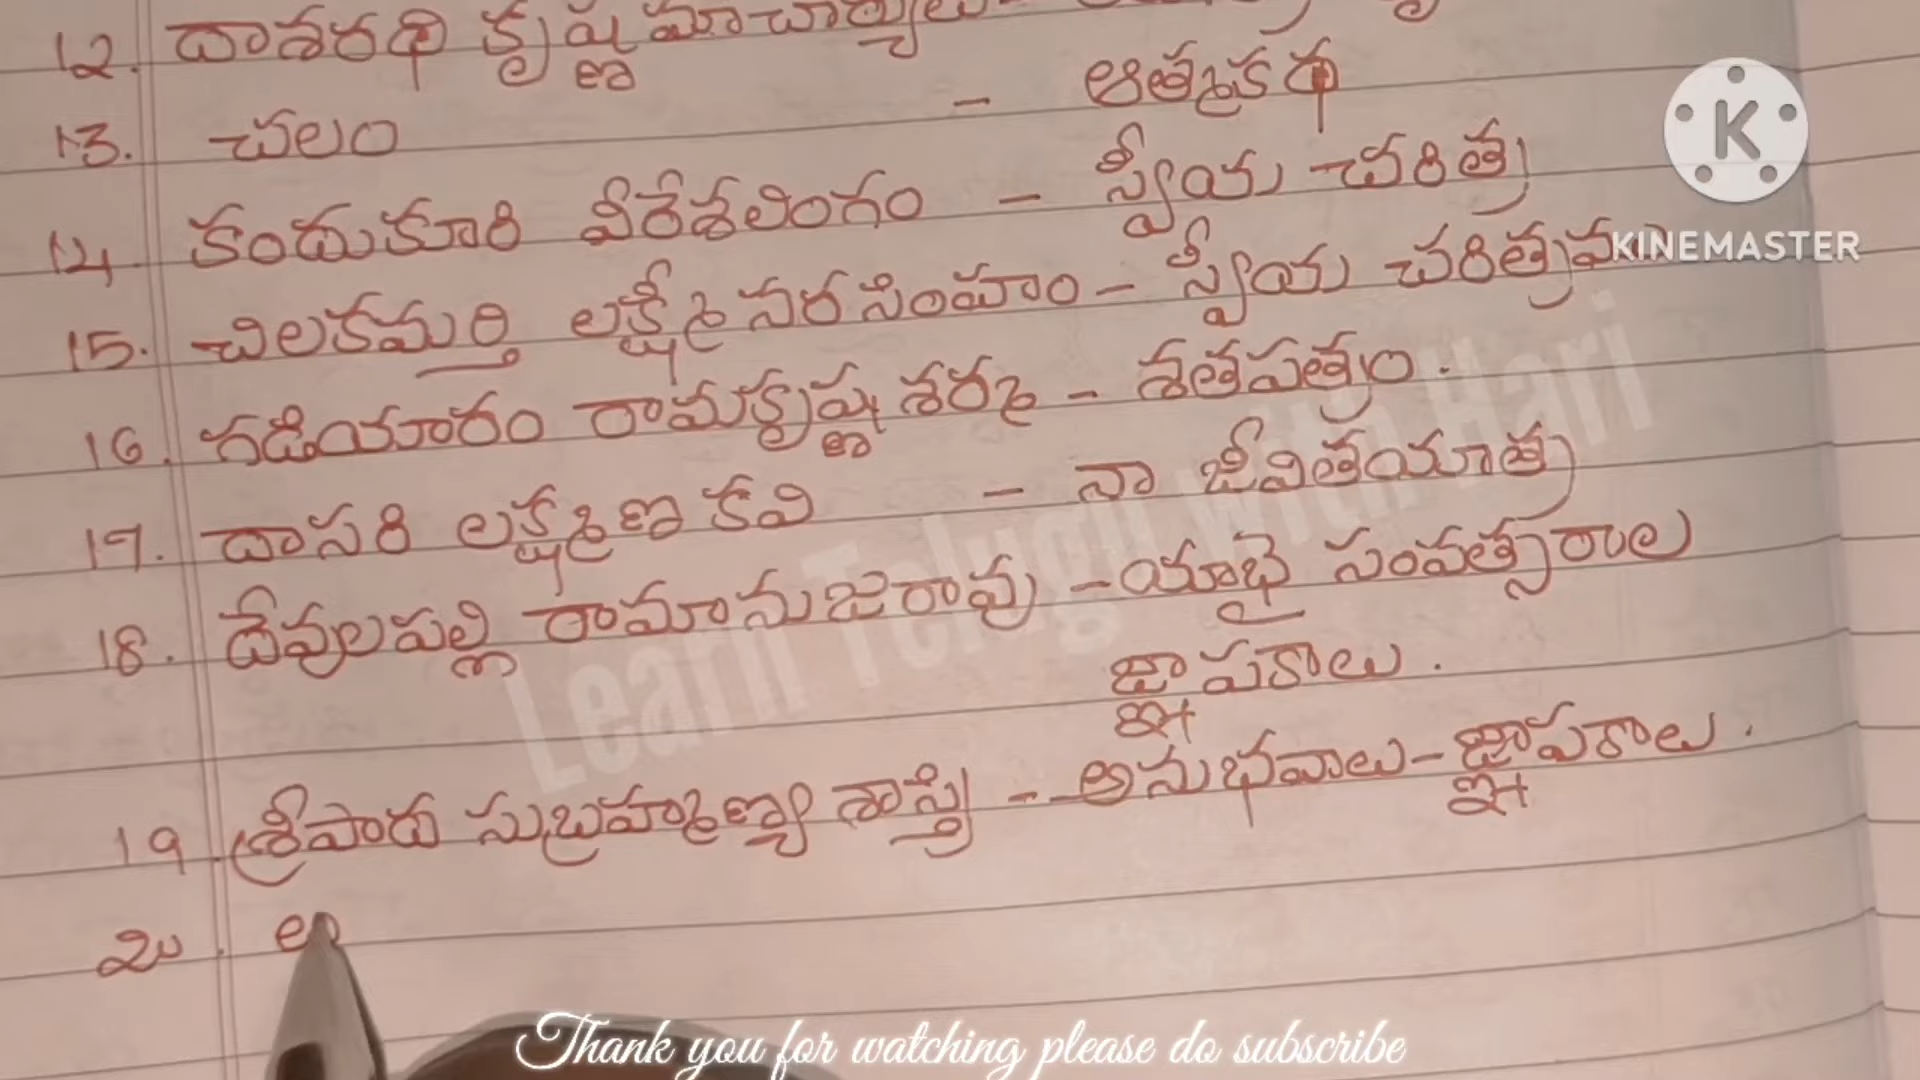 12. దాశరథి కృష్ణమాచార్యులు -
13. చలం - ఆత్మకథ
14 కందుకూరి వీరేశలింగం - స్వీయ చరిత్ర
15. చిలకమర్తి లక్ష్మీనరసింహం - స్వీయ చరిత్రము
16. గడియారం రామకృష్ణ శర్మ - శతపత్రం.
17. దాసరి లక్ష్మణ కవి - నా జీవితయాత్ర
18. దేవులపల్లి రామానుజరావు - యాభై సంవత్సరాల
జ్ఞాపకాలు.
19. శ్రీపాద సుబ్రహ్మణ్య శాస్త్రి - అనుభవాలు - జ్ఞాపకాలు.
20.
K
KINEMASTER
Learn Telugu with Hari
Thank you for watching please do subscribe